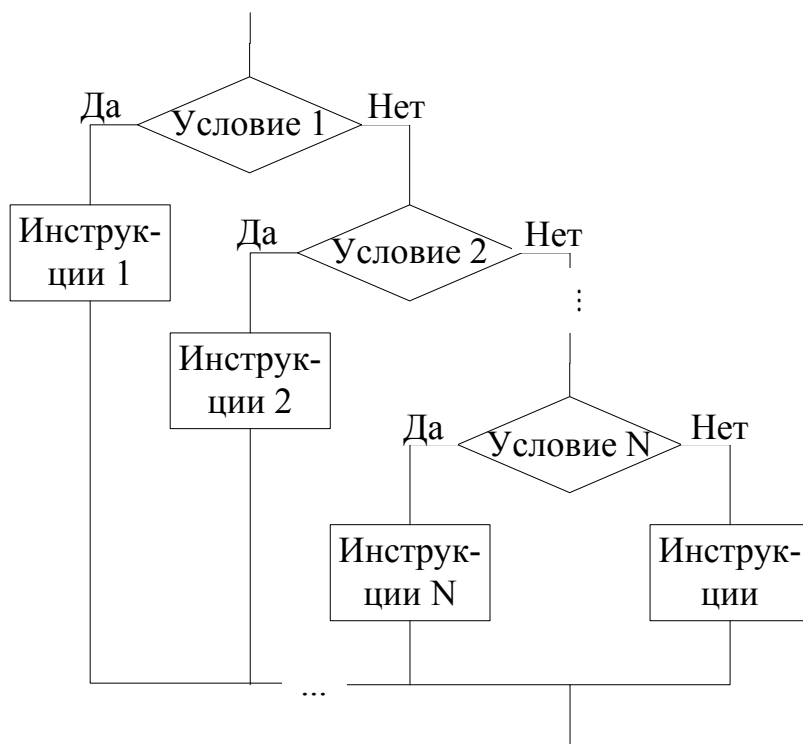 Да
Нет
Условие 1
Инструк-
ции 1
Да
Нет
Условие 2
...
Инструк-
ции 2
Да
Нет
Условие N
Инструк-
ции N
Инструк-
ции
...